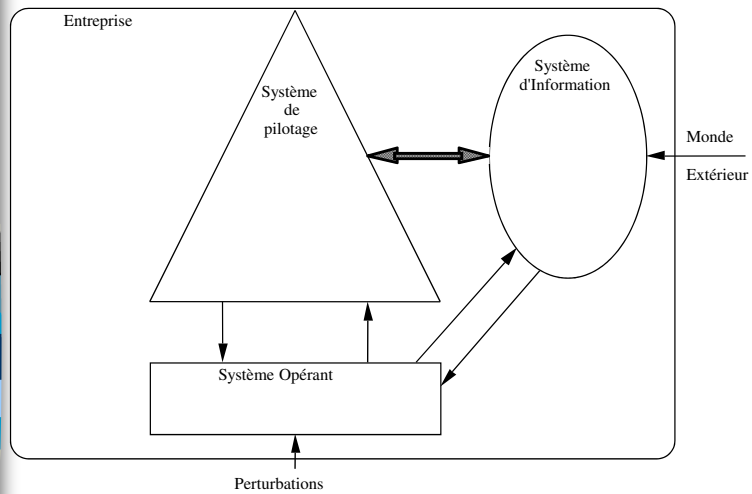 Entreprise
Système
de
pilotage
Système
d'Information
Monde
Extérieur
Système Opérant
Perturbations